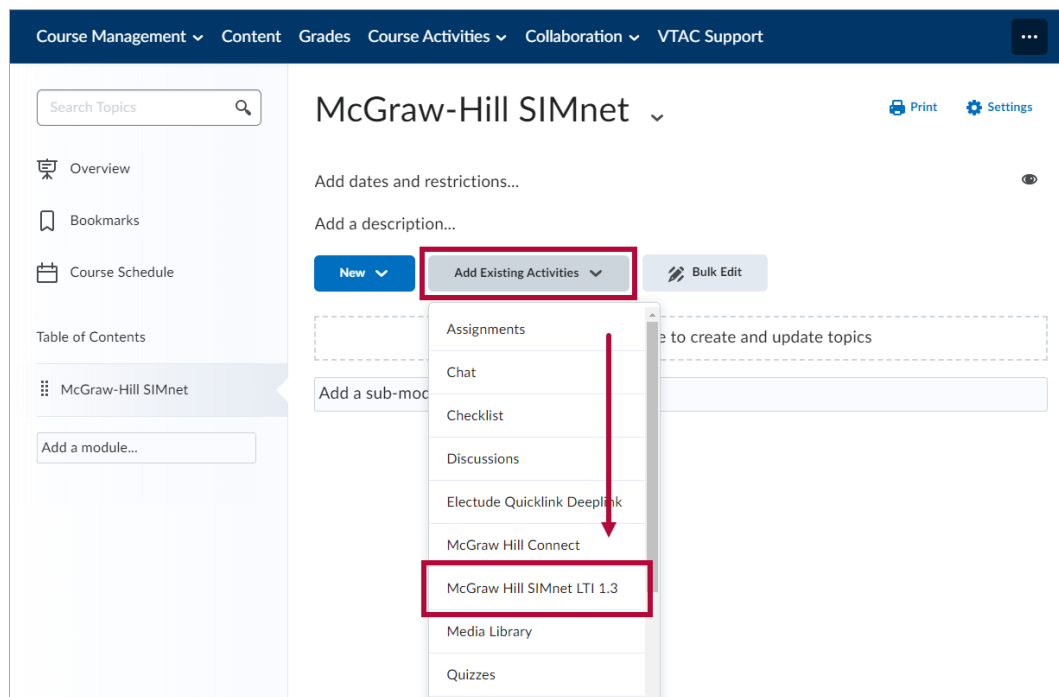 Course Management Content Grades Course Activities Collaboration VTAC Support
Search Topics
Overview
Bookmarks
Course Schedule
Table of Contents
McGraw-Hill SIMnet
Add a module...
McGraw-Hill SIMnet
Print Settings
Add dates and restrictions...
Add a description...
New Add Existing Activities Bulk Edit
e to create and update topics
Add a sub-mod
Assignments
Chat
Checklist
Discussions
Electude Quicklink Deeplink
McGraw Hill Connect
McGraw Hill SIMnet LTI 1.3
Media Library
Quizzes